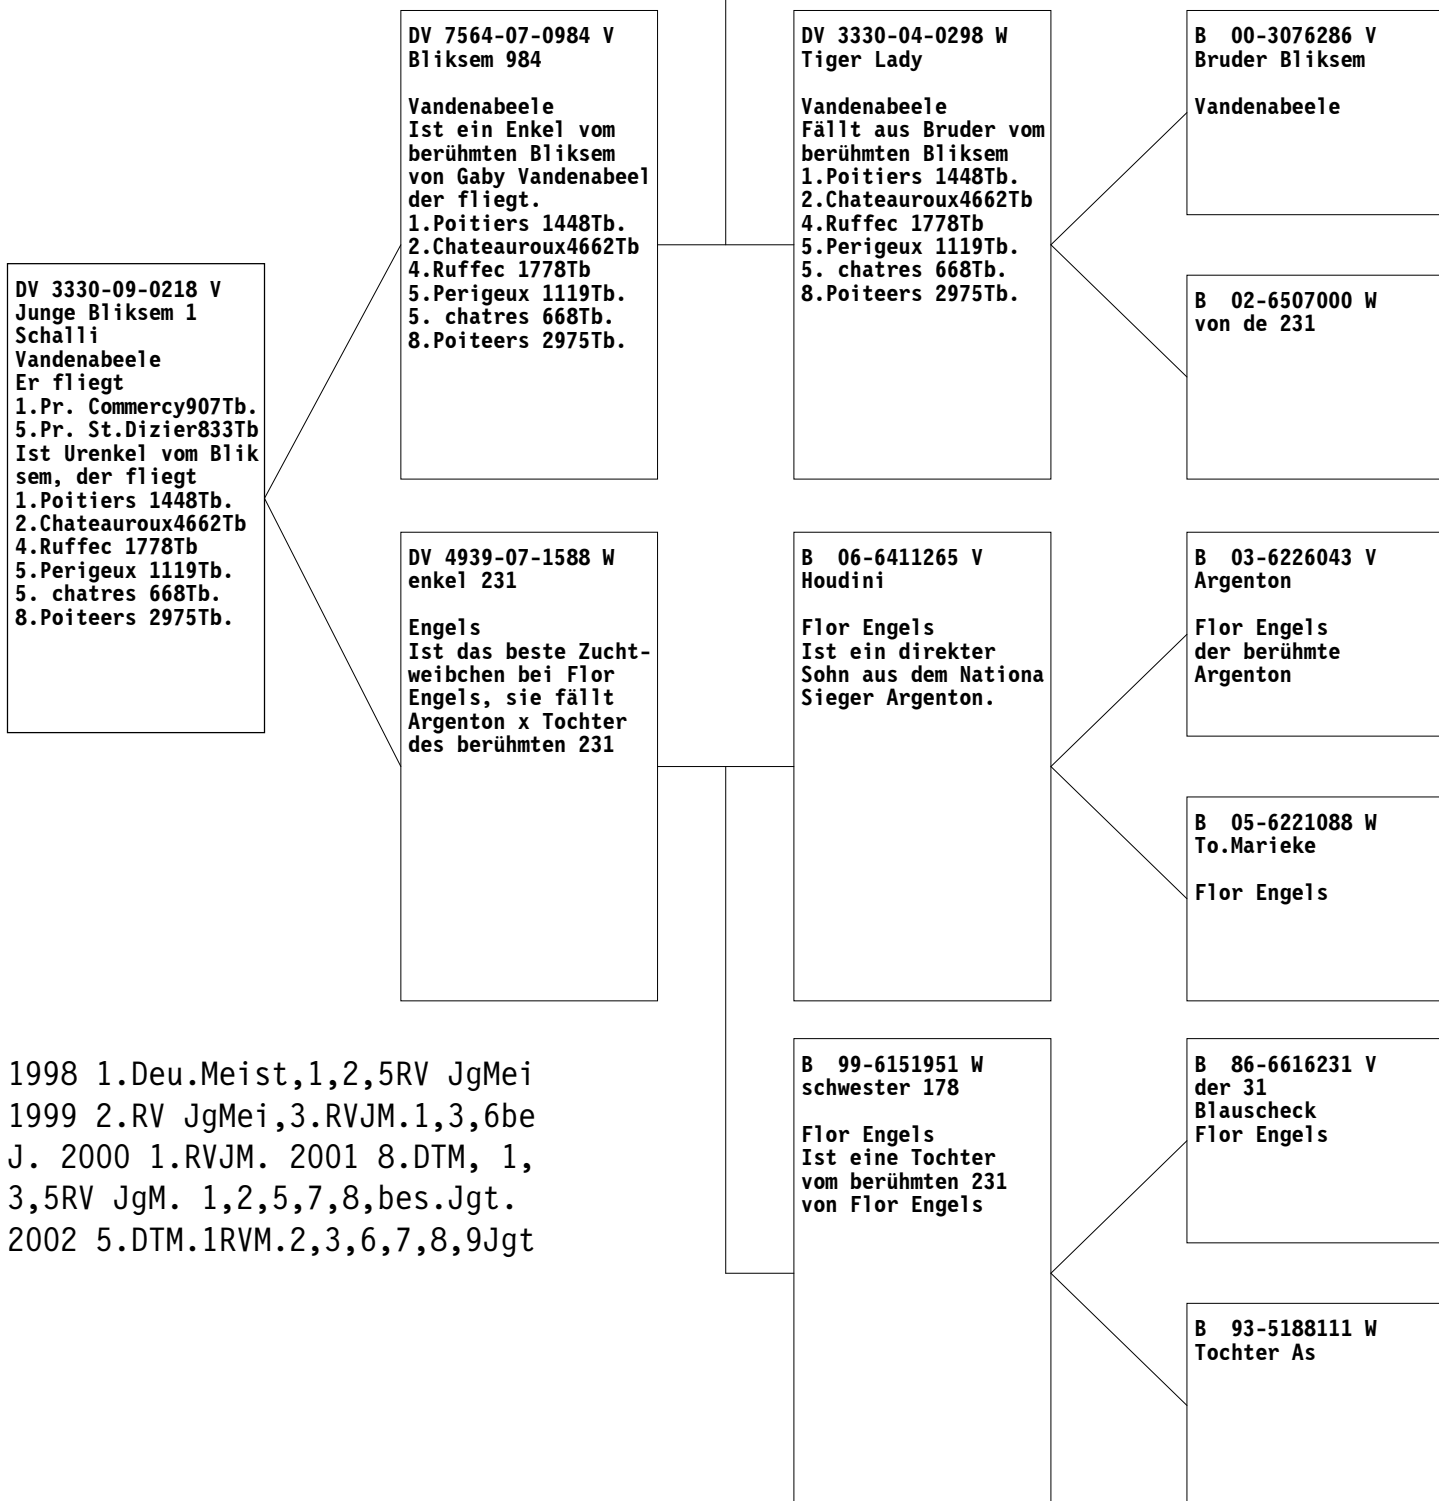 DV 3330-09-0218 V
Junge Bliksem 1
Schalli
Vandenabeele
Er fliegt
1.Pr. Commercy907Tb.
5.Pr. St.Dizier833Tb
Ist Urenkel vom Blik
sem, der fliegt
1.Poitiers 1448Tb.
2.Chateauroux4662Tb
4.Ruffec 1778Tb
5.Perigeux 1119Tb.
5. chatres 668Tb.
8.Poiteers 2975Tb.
DV 7564-07-0984 V
Bliksem 984
Vandenabeele
Ist ein Enkel vom
berühmten Bliksem
von Gaby Vandenabeel
der fliegt.
1.Poitiers 1448Tb.
2.Chateauroux4662Tb
4.Ruffec 1778Tb
5.Perigeux 1119Tb.
5. chatres 668Tb.
8.Poiteers 2975Tb.
DV 4939-07-1588 W
enkel 231
Engels
Ist das beste Zucht-
weibchen bei Flor
Engels, sie fällt
Argenton x Tochter
des berühmten 231
DV 3330-04-0298 W
Tiger Lady
Vandenabeele
Fällt aus Bruder vom
berühmten Bliksem
1.Poitiers 1448Tb.
2.Chateauroux4662Tb
4.Ruffec 1778Tb
5.Perigeux 1119Tb.
5. chatres 668Tb.
8.Poiteers 2975Tb.
B  06-6411265 V
Houdini
Flor Engels
Ist ein direkter
Sohn aus dem Nationa
Sieger Argenton.
B  99-6151951 W
schwester 178
Flor Engels
Ist eine Tochter
vom berühmten 231
von Flor Engels
B  00-3076286 V
Bruder Bliksem
Vandenabeele
B  02-6507000 W
von de 231
B  03-6226043 V
Argenton
Flor Engels
der berühmte
Argenton
B  05-6221088 W
To.Marieke
Flor Engels
B  86-6616231 V
der 31
Blauscheck
Flor Engels
B  93-5188111 W
Tochter As
1998 1.Deu.Meist,1,2,5RV JgMei
1999 2.RV JgMei,3.RVJM.1,3,6be
J. 2000 1.RVJM. 2001 8.DTM, 1,
3,5RV JgM. 1,2,5,7,8,bes.Jgt.
2002 5.DTM.1RVM.2,3,6,7,8,9Jgt